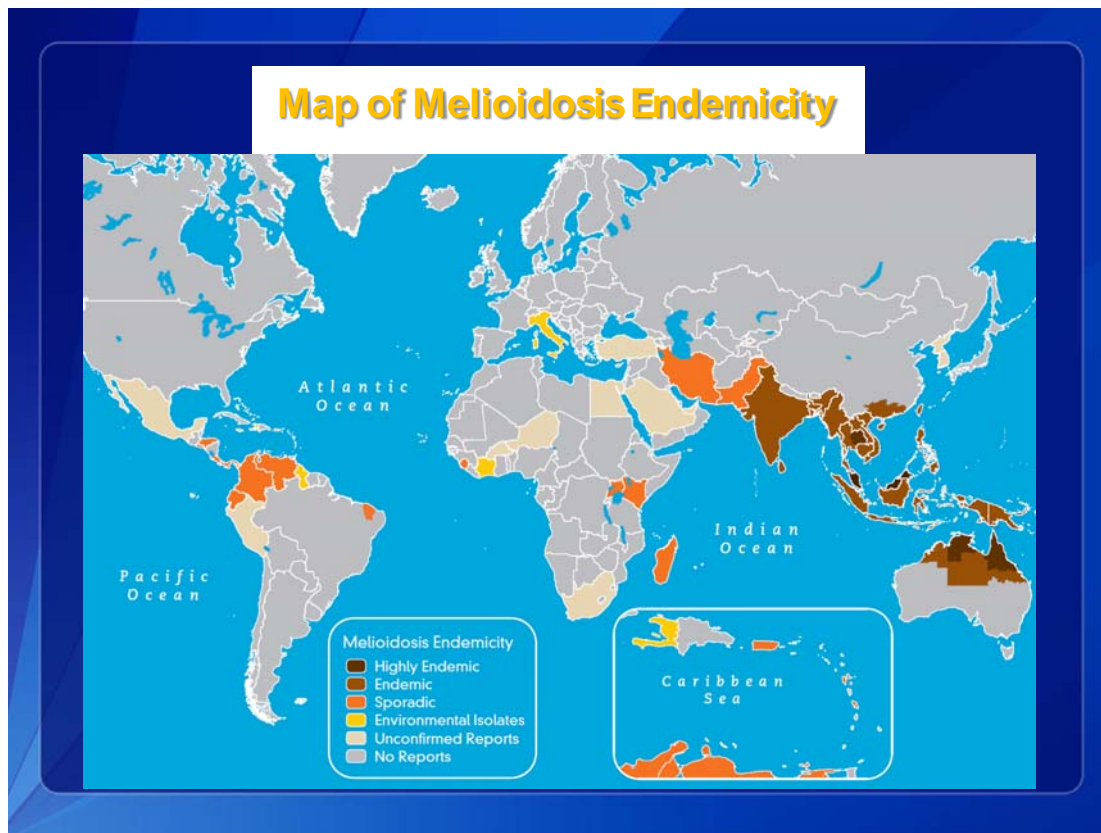 Map of Melioidosis Endemicity
Atlantic
Ocean
Indian
Ocean
Pacific
Ocean
Melioidosis Endemicity
Highly Endemic
Endemic
Sporadic
Environmental Isolates
Unconfirmed Reports
No Reports
Caribbean
Sea